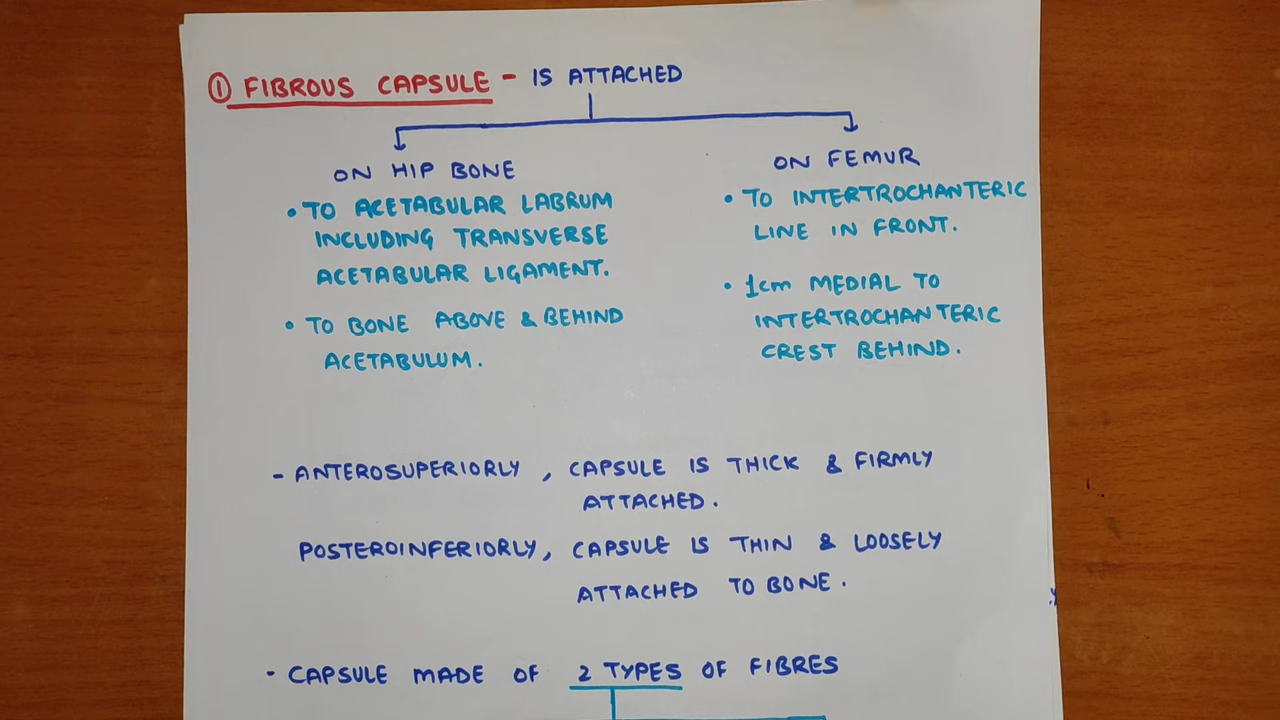 ① FIBROUS CAPSULE - IS ATTACHED
ON HIP BONE
• TO ACETABULAR LABRUM
INCLUDING TRANSVERSE
ACETABULAR LIGAMENT.
• TO BONE ABOVE & BEHIND
ACETABULUM.
ON FEMUR
• TO INTERTROCHANTERIC
LINE IN FRONT.
• 1cm MEDIAL TO
INTERTROCHANTERIC
CREST BEHIND.
- ANTEROSUPERIORLY, CAPSULE IS THICK & FIRMLY
ATTACHED.
POSTEROINFERIORLY, CAPSULE IS THIN & LOOSELY
ATTACHED TO BONE.
- CAPSULE MADE OF 2 TYPES OF FIBRES